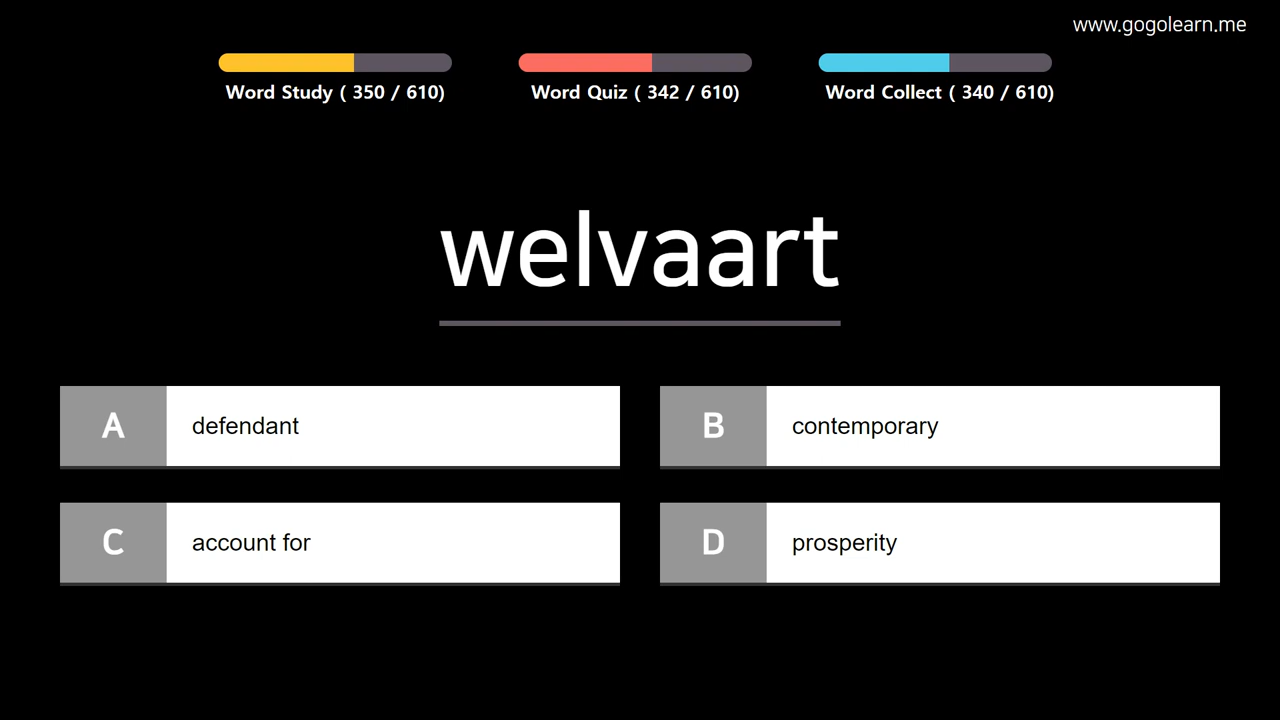 www.gogolearn.me
Word Study ( 350 / 610)
Word Quiz ( 342 / 610)
Word Collect ( 340 / 610)
welvaart
A defendant
B contemporary
C account for
D prosperity